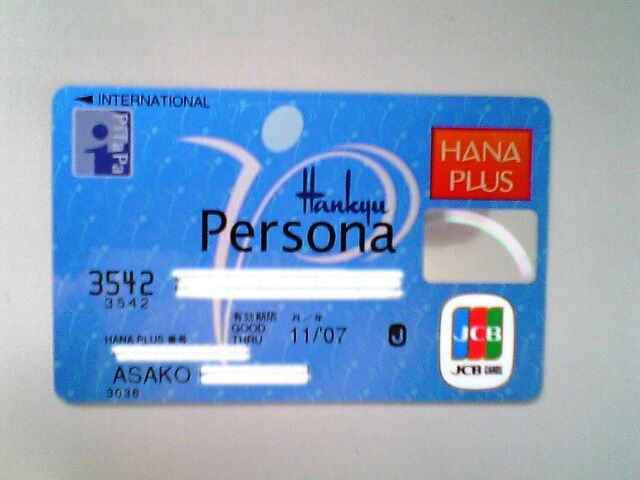 INTERNATIONAL
PiTaPa
HANA
PLUS
Hankyu
Persona
3542
3542
有効期限 月/年
GOOD
THRU 11/'07
J
HANA PLUS 番号
ASAKO
3036
JCB
JCB CARDS